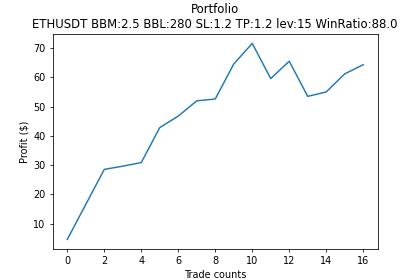 Portfolio
ETHUSDT BBM:2.5 BBL:280 SL:1.2 TP:1.2 lev:15 WinRatio:88.0
70
60
50
40
30
20
10
Profit ($)
0 2 4 6 8 10 12 14 16
Trade counts